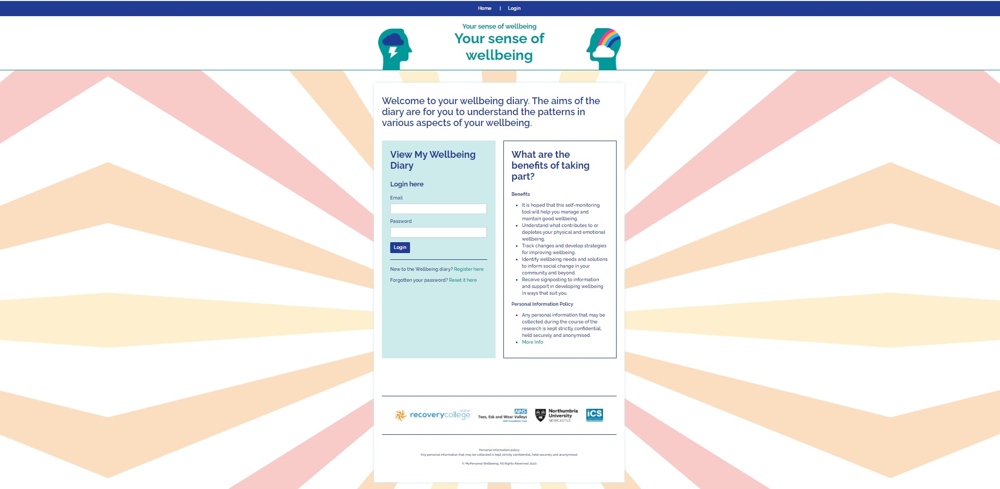 Home | Login
Your sense of wellbeing
Your sense of
wellbeing
Welcome to your wellbeing diary. The aims of the
diary are for you to understand the patterns in
various aspects of your wellbeing.
View My Wellbeing
Diary
Login here
Email
Password
Login
New to the Wellbeing diary? Register here
Forgotten your password? Reset it here
What are the
benefits of taking
part?
Benefits
It is hoped that this self-monitoring
tool will help you manage and
maintain good wellbeing.
Understand what contributes to or
depletes your physical and emotional
wellbeing.
Track changes and develop strategies
for improving wellbeing.
Identify wellbeing needs and solutions
to inform social change in your
community and beyond.
Receive signposting to information
and support in developing wellbeing
in ways that suit you.
Personal Information Policy
Any personal information that may be
collected during the course of the
research is kept strictly confidential,
held securely and anonymised.
More Info
online
recoverycollege
NHS
Tees, Esk and Wear Valleys
NHS Foundation Trust
Northumbria
University
NEWCASTLE
iCS
Personal information policy
Any personal information that may be collected is kept strictly confidential, held securely and anonymised.
© MyPersonal Wellbeing. All Rights Reserved 2020